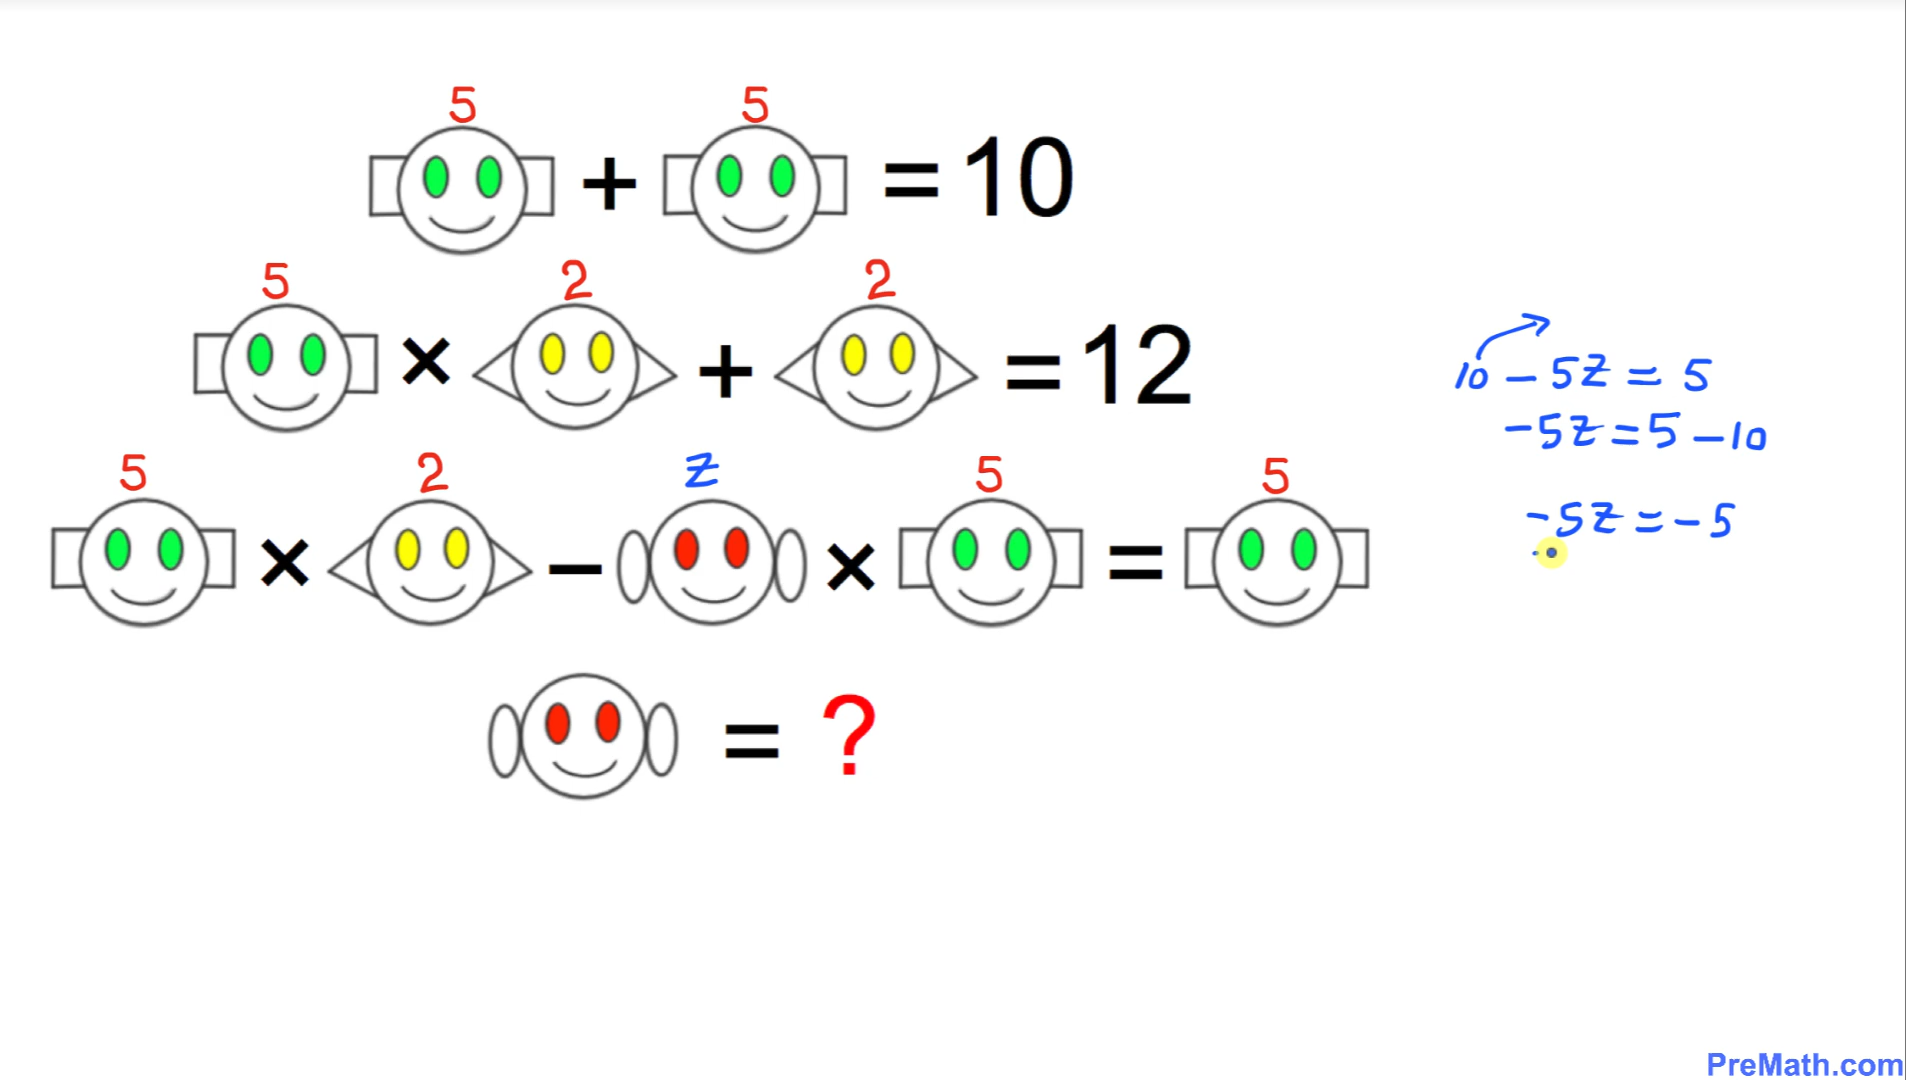 5 5
+ = 10
5 2 2
× + = 12
5 2 z 5 5
× − × =
= ?
10 − 5z = 5
−5z = 5 − 10
−5z = −5
PreMath.com